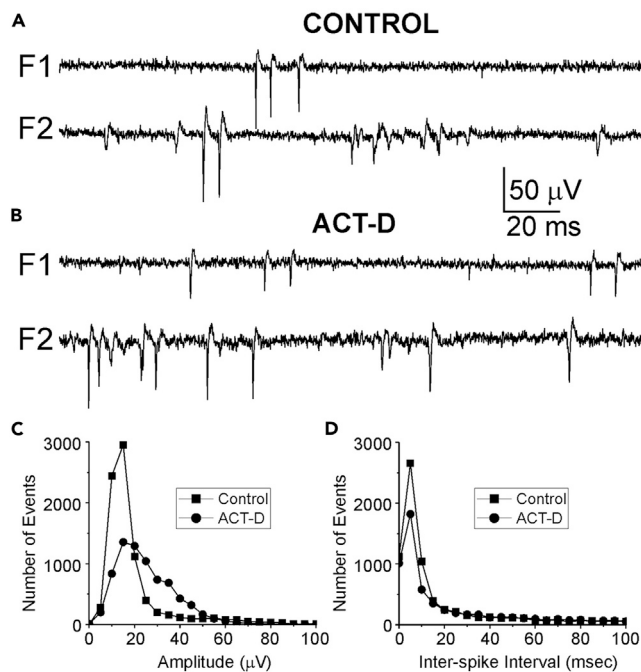 A
CONTROL
F1
F2
50 μV
20 ms
B
ACT-D
F1
F2
C
3000
2000
1000
0
Number of Events
Control
ACT-D
0 20 40 60 80 100
Amplitude (μV)
D
3000
2000
1000
0
Number of Events
Control
ACT-D
0 20 40 60 80 100
Inter-spike Interval (msec)